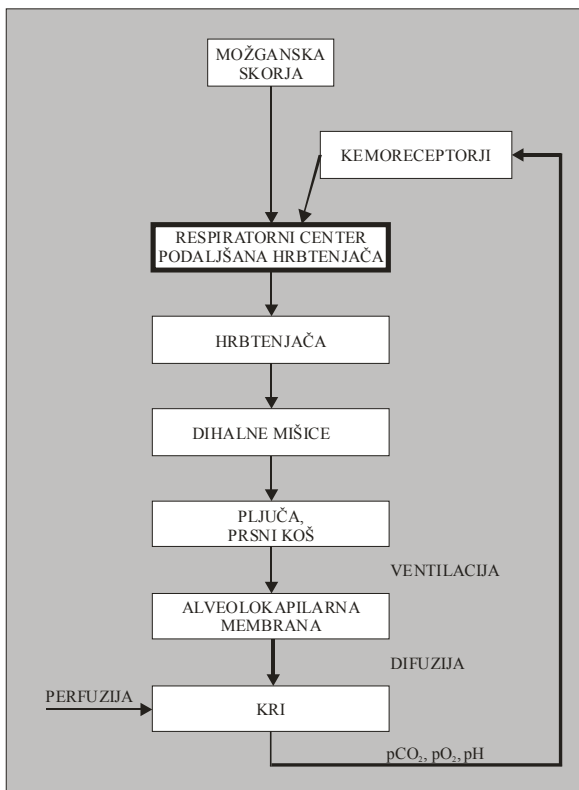 MOŽGANSKA
SKORJA
KEMORECEPTORJI
RESPIRATORNI CENTER
PODALJŠANA HRBTENJAČA
HRBTENJAČA
DIHALNE MIŠICE
PLJUČA,
PRSNI KOŠ
VENTILACIJA
ALVEOLOKAPILARNA
MEMBRANA
DIFUZIJA
PERFUZIJA
KRI
pCO₂, pO₂, pH